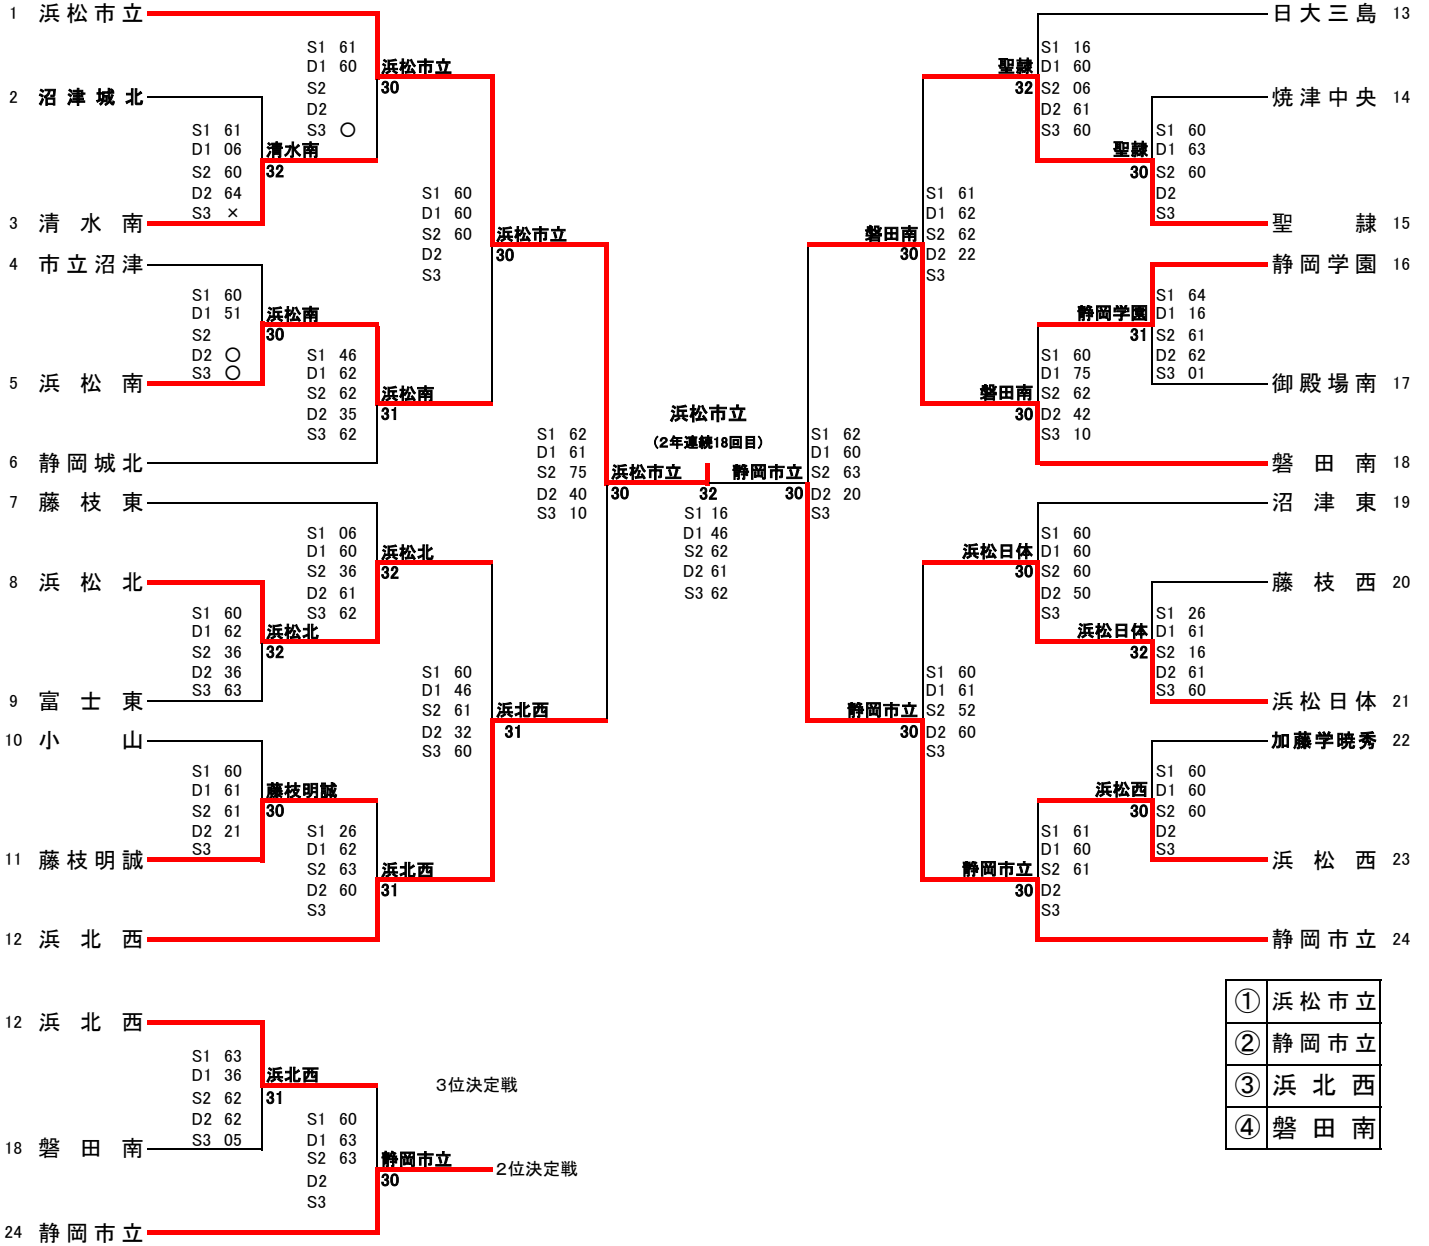 1 浜松市立
S1 61
D1 60
S2
D2
S3 〇
浜松市立
30
2 沼津城北
S1 61
D1 06
S2 60
D2 64
S3 ×
清水南
32
3 清水南
S1 60
D1 60
S2 60
D2
S3
浜松市立
30
4 市立沼津
S1 60
D1 51
S2
D2 〇
S3 〇
浜松南
30
5 浜松南
S1 46
D1 62
S2 62
D2 35
S3 62
浜松南
31
6 静岡城北
S1 62
D1 61
S2 75
D2 40
S3 10
浜松市立
30
7 藤枝東
S1 06
D1 60
S2 36
D2 61
S3 62
浜松北
32
8 浜松北
S1 60
D1 62
S2 36
D2 36
S3 63
浜松北
32
9 富士東
S1 60
D1 46
S2 61
D2 32
S3 60
浜北西
31
10 小山
S1 60
D1 61
S2 61
D2 21
S3
藤枝明誠
30
11 藤枝明誠
S1 26
D1 62
S2 63
D2 60
S3
浜北西
31
12 浜北西
浜松市立
(2年連続18回目)
32
S1 16
D1 46
S2 62
D2 61
S3 62
日大三島 13
聖隷
32
S1 16
D1 60
S2 06
D2 61
S3 60
焼津中央 14
聖隷
30
S1 60
D1 63
S2 60
D2
S3
聖隷 15
磐田南
30
S1 61
D1 62
S2 62
D2 22
S3
静岡学園 16
静岡学園
31
S1 64
D1 16
S2 61
D2 62
S3 01
御殿場南 17
磐田南
30
S1 60
D1 75
S2 62
D2 42
S3 10
磐田南 18
静岡市立
30
S1 62
D1 60
S2 63
D2 20
S3
沼津東 19
浜松日体
30
S1 60
D1 60
S2 60
D2 50
S3
藤枝西 20
浜松日体
32
S1 26
D1 61
S2 16
D2 61
S3 60
浜松日体 21
静岡市立
30
S1 60
D1 61
S2 52
D2 60
S3
加藤学暁秀 22
浜松西
30
S1 60
D1 60
S2 60
D2
S3
浜松西 23
静岡市立
30
S1 61
D1 60
S2 61
D2
S3
静岡市立 24
① 浜松市立
② 静岡市立
③ 浜北西
④ 磐田南
12 浜北西
S1 63
D1 36
S2 62
D2 62
S3 05
浜北西
31
3位決定戦
18 磐田南
S1 60
D1 63
S2 63
D2
S3
静岡市立
30
2位決定戦
24 静岡市立